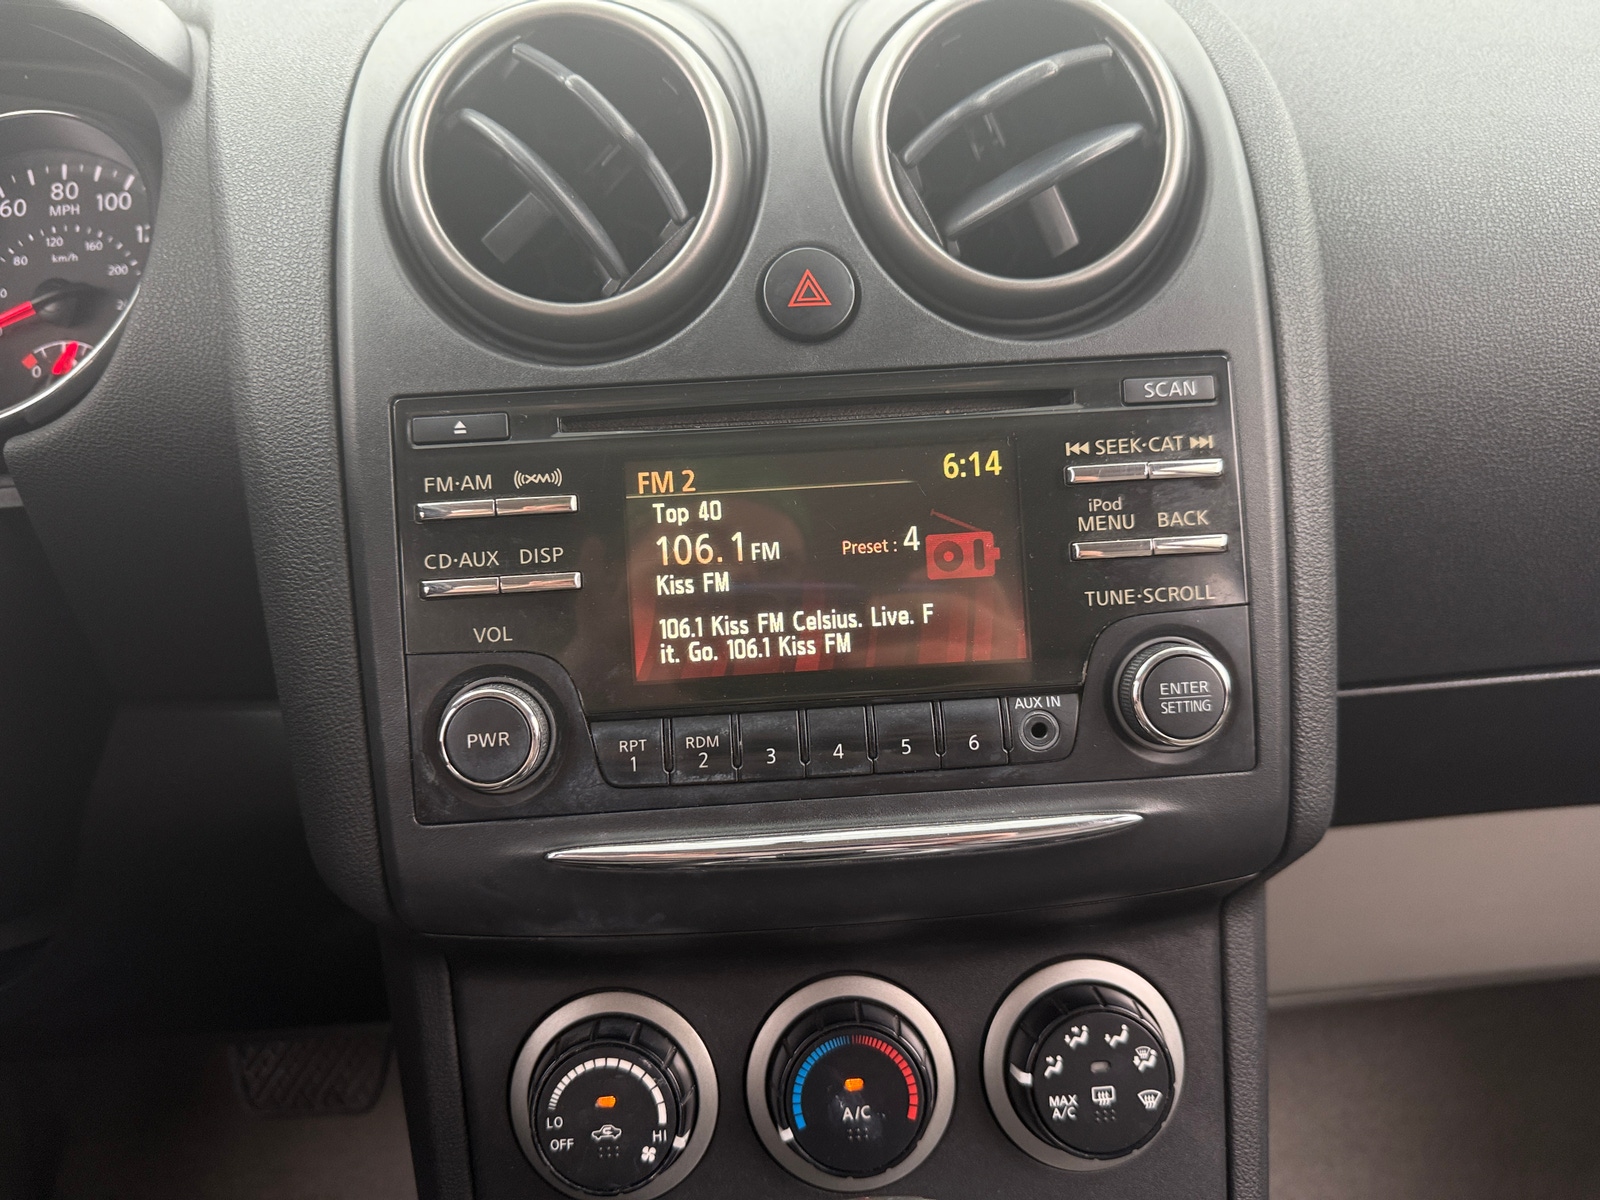 60 80 100
MPH
120 160
80 km/h 200
0
SCAN
FM·AM (((XM)))
SEEK·CAT
FM 2 6:14
Top 40
106.1 FM Preset : 4
Kiss FM
106.1 Kiss FM Celsius. Live. F
it. Go. 106.1 Kiss FM
iPod
MENU BACK
CD·AUX DISP
TUNE·SCROLL
VOL
PWR
ENTER
SETTING
AUX IN
RPT
1
RDM
2
3
4
5
6
LO
OFF
HI
A/C
MAX
A/C